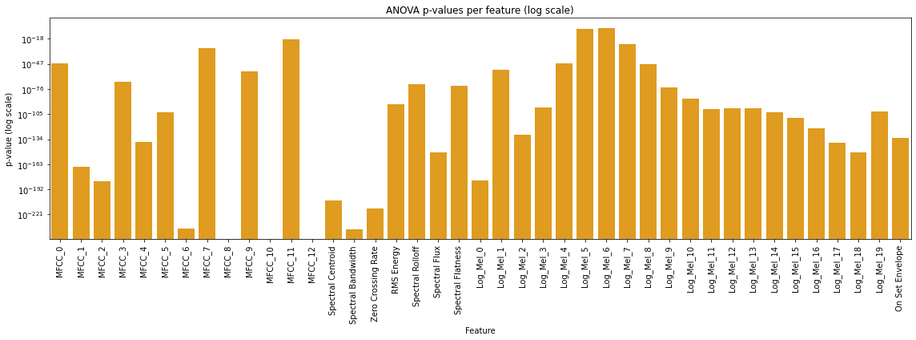 ANOVA p-values per feature (log scale)
p-value (log scale)
10⁻¹⁸
10⁻⁴⁷
10⁻⁷⁶
10⁻¹⁰⁵
10⁻¹³⁴
10⁻¹⁶³
10⁻¹⁹²
10⁻²²¹
MFCC_0
MFCC_1
MFCC_2
MFCC_3
MFCC_4
MFCC_5
MFCC_6
MFCC_7
MFCC_8
MFCC_9
MFCC_10
MFCC_11
MFCC_12
Spectral Centroid
Spectral Bandwidth
Zero Crossing Rate
RMS Energy
Spectral Rolloff
Spectral Flux
Spectral Flatness
Log_Mel_0
Log_Mel_1
Log_Mel_2
Log_Mel_3
Log_Mel_4
Log_Mel_5
Log_Mel_6
Log_Mel_7
Log_Mel_8
Log_Mel_9
Log_Mel_10
Log_Mel_11
Log_Mel_12
Log_Mel_13
Log_Mel_14
Log_Mel_15
Log_Mel_16
Log_Mel_17
Log_Mel_18
Log_Mel_19
On Set Envelope
Feature